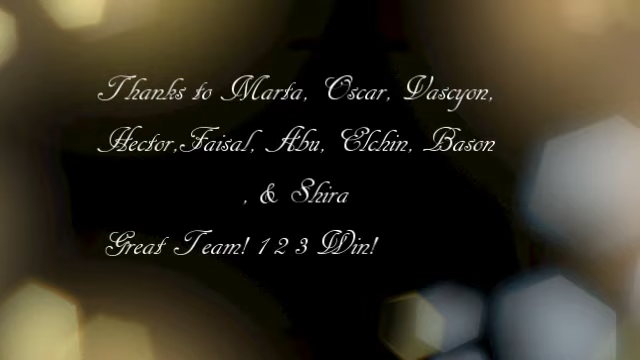 Thanks to Marta, Oscar, Vascyon,
Hector,Faisal, Abu, Elchin, Bason
, & Shira
Great Team! 1 2 3 Win!